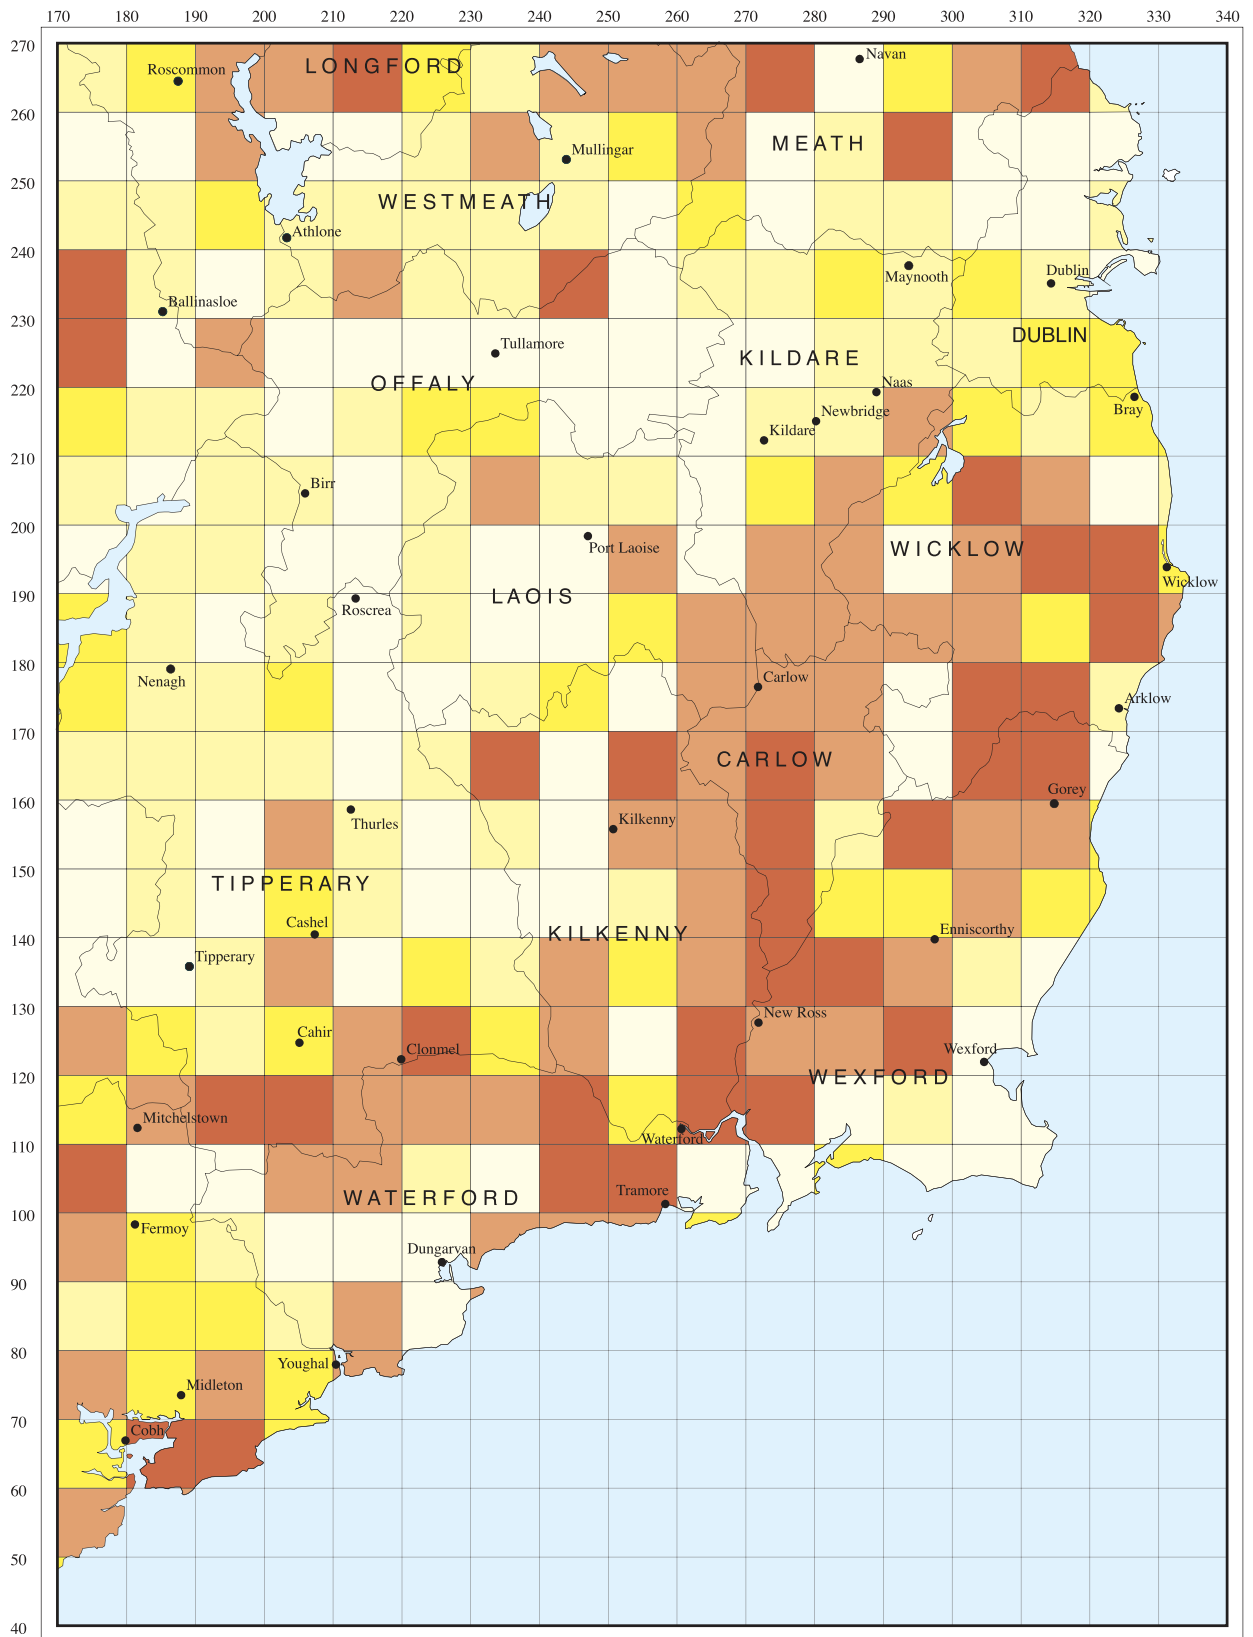 170 180 190 200 210 220 230 240 250 260 270 280 290 300 310 320 330 340
270
Navan
LONGFORD
Roscommon
260
MEATH
Mullingar
250
WESTMEATH
Athlone
240
Dublin
Maynooth
Ballinasloe
230
DUBLIN
Tullamore
KILDARE
OFFALY
Naas
220
Bray
Newbridge
Kildare
210
Birr
200
Port Laoise
WICKLOW
Wicklow
LAOIS
190
Roscrea
180
Nenagh
Carlow
Arklow
170
CARLOW
Gorey
160
Kilkenny
Thurles
150
TIPPERARY
Cashel
Enniscorthy
KILKENNY
140
Tipperary
130
New Ross
Cahir
Clonmel
Wexford
WEXFORD
120
Mitchelstown
Waterford
110
Tramore
WATERFORD
100
Fermoy
Dungarvan
90
80
Youghal
Midleton
70
Cobh
60
50
40